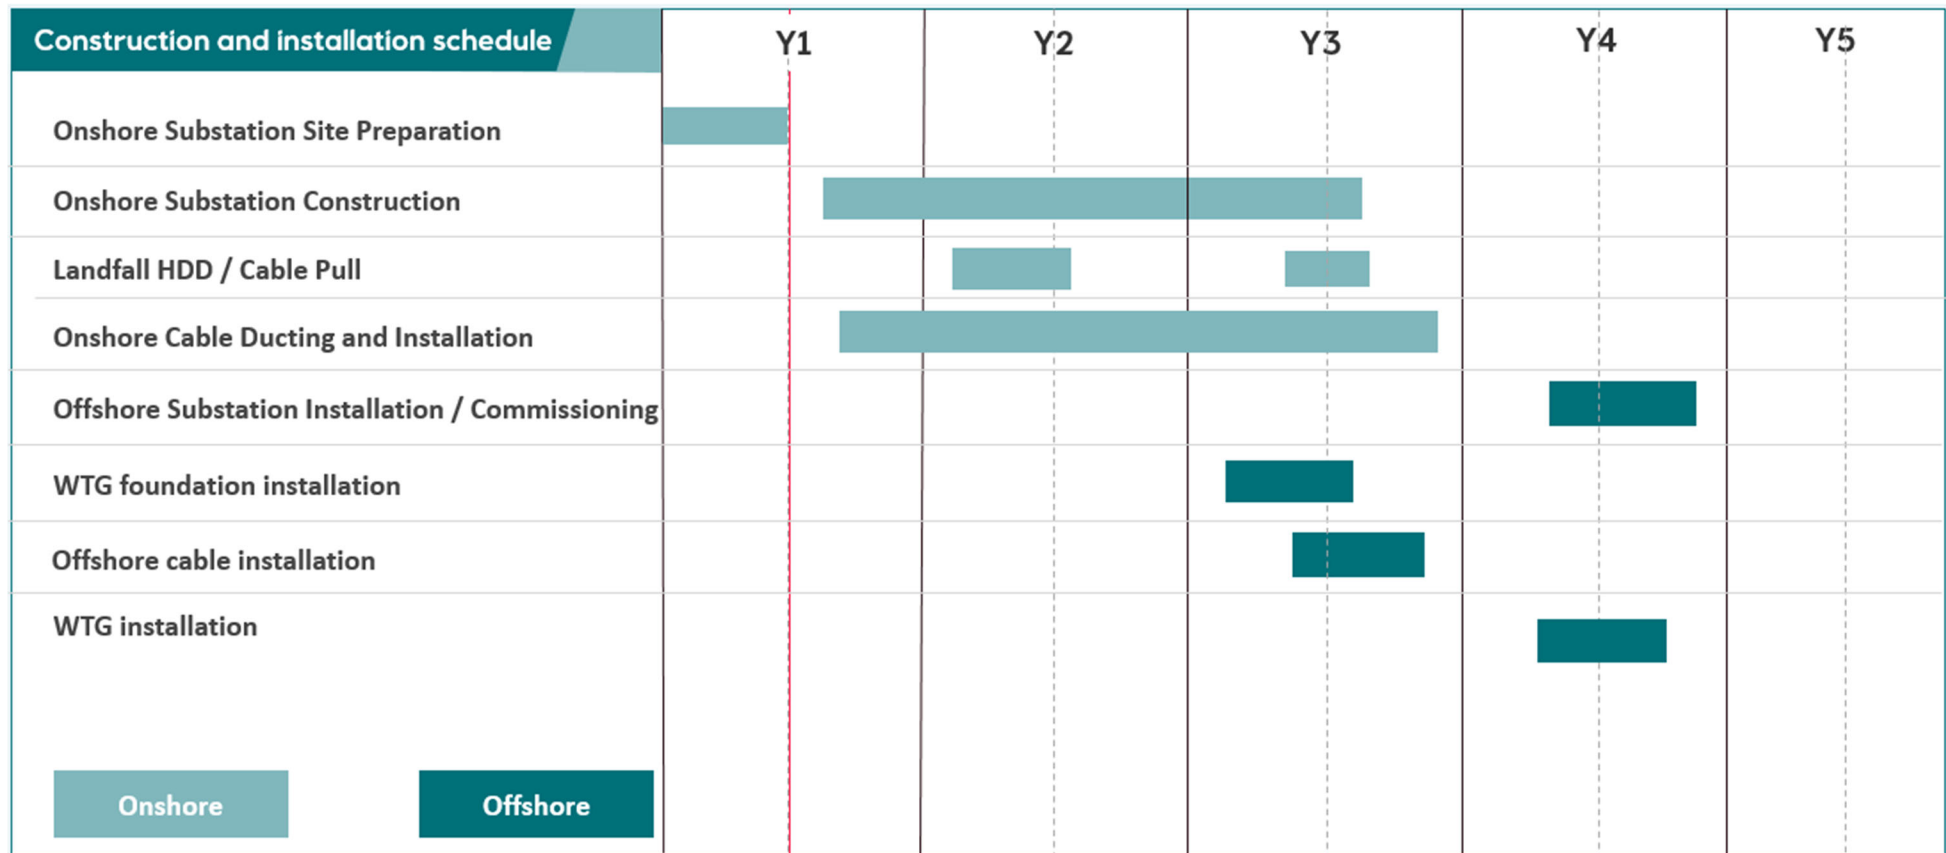 Construction and installation schedule
Y1
Y2
Y3
Y4
Y5
Onshore Substation Site Preparation
Onshore Substation Construction
Landfall HDD / Cable Pull
Onshore Cable Ducting and Installation
Offshore Substation Installation / Commissioning
WTG foundation installation
Offshore cable installation
WTG installation
Onshore
Offshore